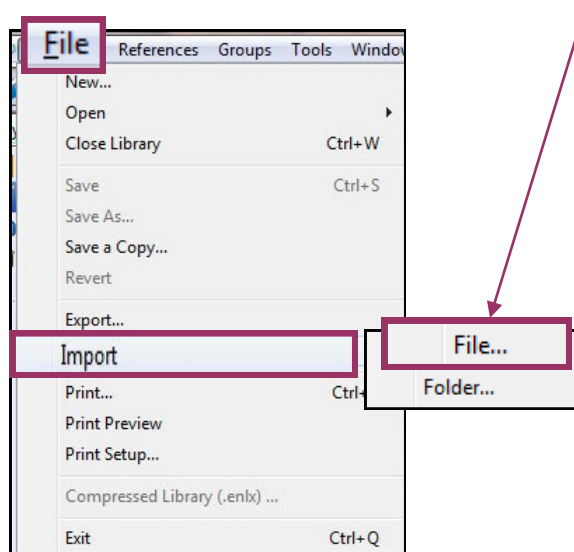 File References Groups Tools Window
New...
Open
Close Library Ctrl+W
Save Ctrl+S
Save As...
Save a Copy...
Revert
Export...
Import File...
Print... Ctrl+ Folder...
Print Preview
Print Setup...
Compressed Library (.enlx) ...
Exit Ctrl+Q